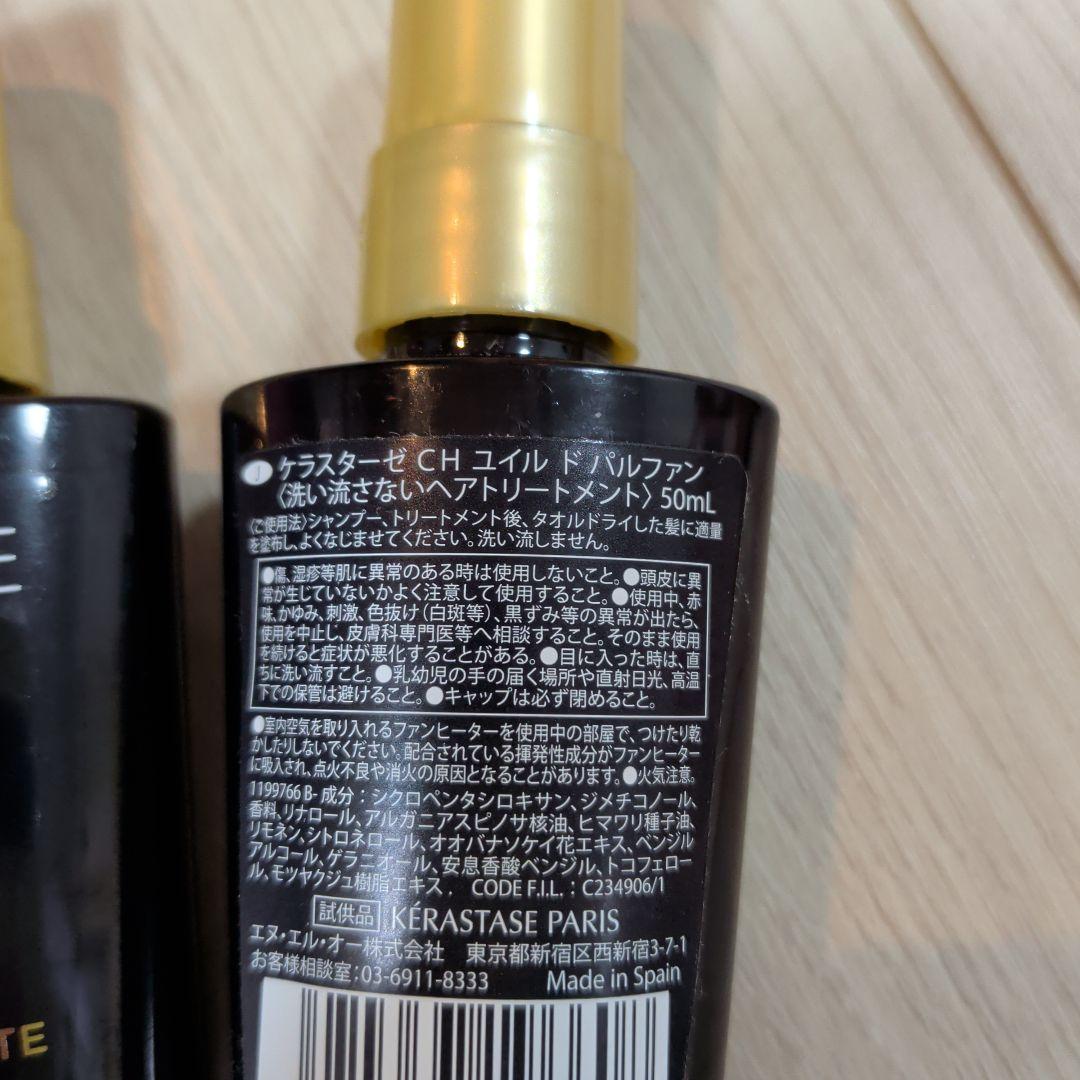 J ケラスターゼ CH ユイル ド パルファン
〈洗い流さないヘアトリートメント〉 50mL
〈ご使用法〉シャンプー、トリートメント後、タオルドライした髪に適量
を塗布し、よくなじませてください。洗い流しません。
●傷、湿疹等肌に異常のある時は使用しないこと。●頭皮に異
常が生じていないかよく注意して使用すること。●使用中、赤
味、かゆみ、刺激、色抜け(白斑等)、黒ずみ等の異常が出たら、
使用を中止し、皮膚科専門医等へ相談すること。そのまま使用
を続けると症状が悪化することがある。●目に入った時は、直
ちに洗い流すこと。●乳幼児の手の届く場所や直射日光、高温
下での保管は避けること。●キャップは必ず閉めること。
●室内空気を取り入れるファンヒーターを使用中の部屋で、つけたり乾
かしたりしないでください。配合されている揮発性成分がファンヒーター
に吸入され、点火不良や消火の原因となることがあります。●火気注意。
1199766 B- 成分：シクロペンタシロキサン、ジメチコノール、
香料、リナロール、アルガニアスピノサ核油、ヒマワリ種子油、
リモネン、シトロネロール、オオバナソケイ花エキス、ベンジル
アルコール、ゲラニオール、安息香酸ベンジル、トコフェロー
ル、モツヤクジュ樹脂エキス， CODE F.I.L.：C234906/1
試供品 KÉRASTASE PARIS
エヌ・エル・オー株式会社 東京都新宿区西新宿3-7-1
お客様相談室：03-6911-8333 Made in Spain
E
TE